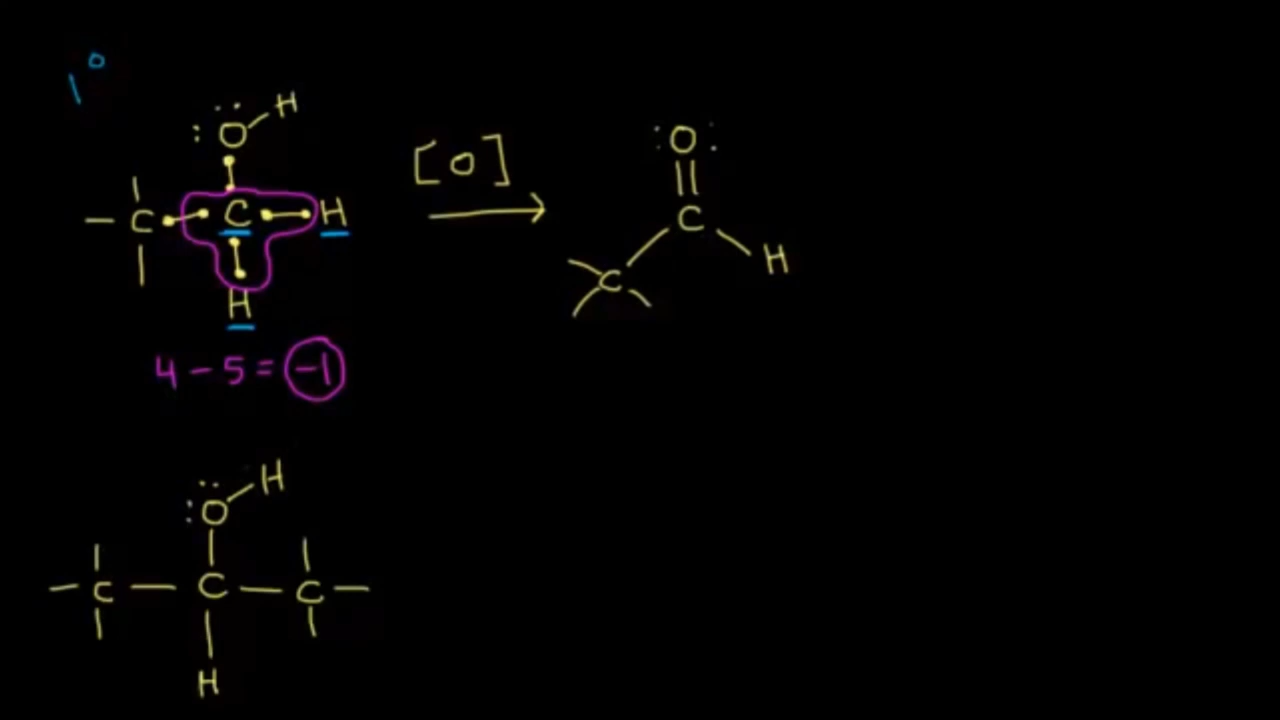 1°
:Ö-H
-C-C-H
H
[O]
:O:
C
C H
4 - 5 = -1
:Ö-H
-C-C-C-
H